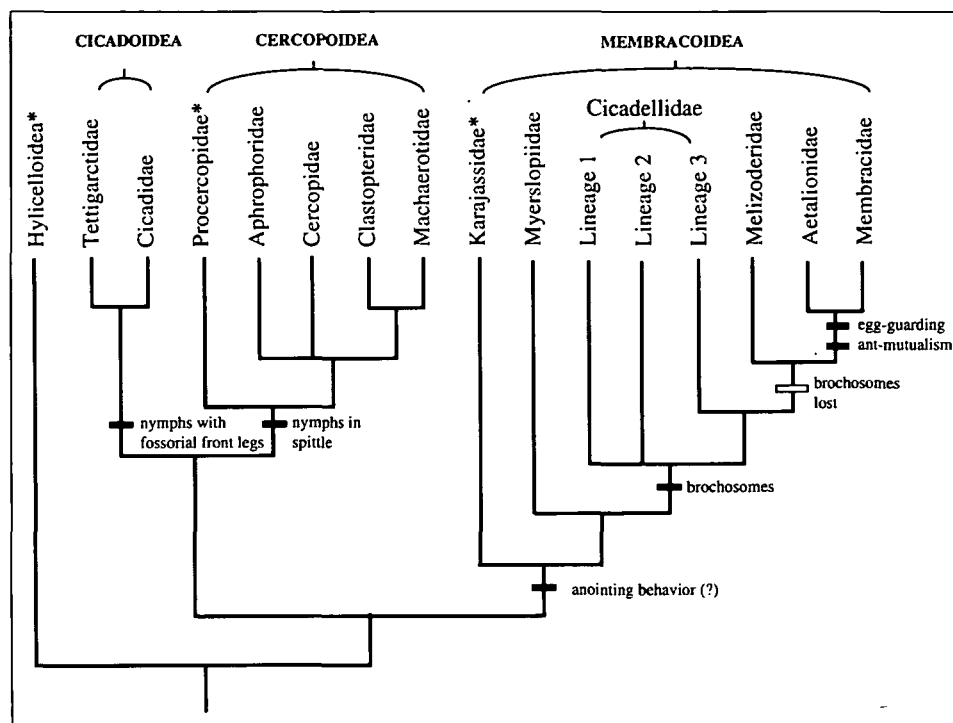 CICADOIDEA
CERCOPOIDEA
MEMBRACOIDEA
Cicadellidae
Hylicelloidea*
Tettigarctidae
Cicadidae
Procercopidae*
Aphrophoridae
Cercopidae
Clastopteridae
Machaerotidae
Karajassidae*
Myerslopiidae
Lineage 1
Lineage 2
Lineage 3
Melizoderidae
Aetalionidae
Membracidae
egg-guarding
ant-mutualism
brochosomes
lost
nymphs with
fossorial front legs
nymphs in
spittle
brochosomes
anointing behavior (?)